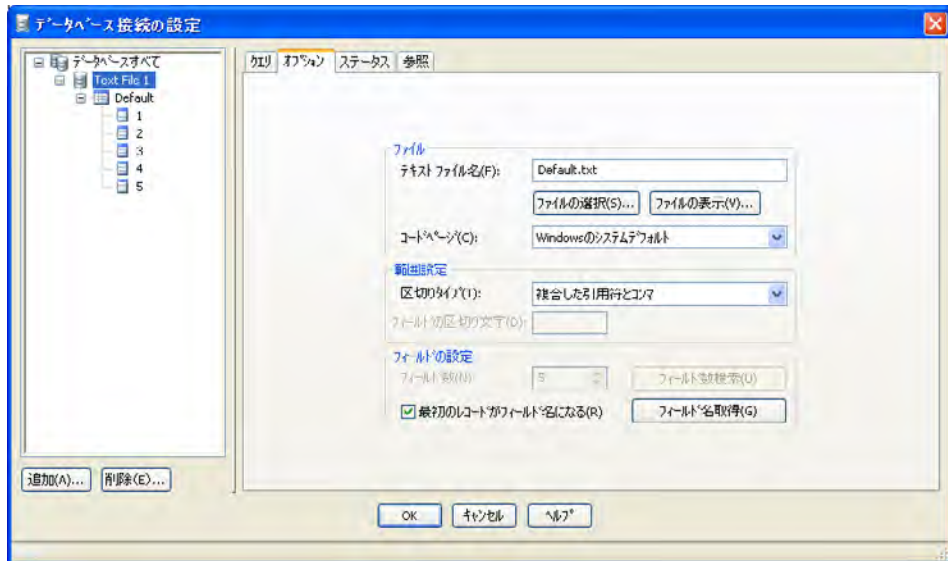 データベース接続の設定
データベースすべて
Text File 1
Default
1
2
3
4
5
追加(A)...
削除(E)...
クエリ
オプション
ステータス
参照
ファイル
テキスト ファイル名(F):
Default.txt
ファイルの選択(S)...
ファイルの表示(V)...
コードページ(C):
Windowsのシステムデフォルト
範囲設定
区切りタイプ(T):
複合した引用符とコンマ
フィールドの区切り文字(D):
フィールドの設定
フィールド数(N):
5
フィールド数検索(U)
最初のレコードがフィールド名になる(R)
フィールド名取得(G)
OK
キャンセル
ヘルプ